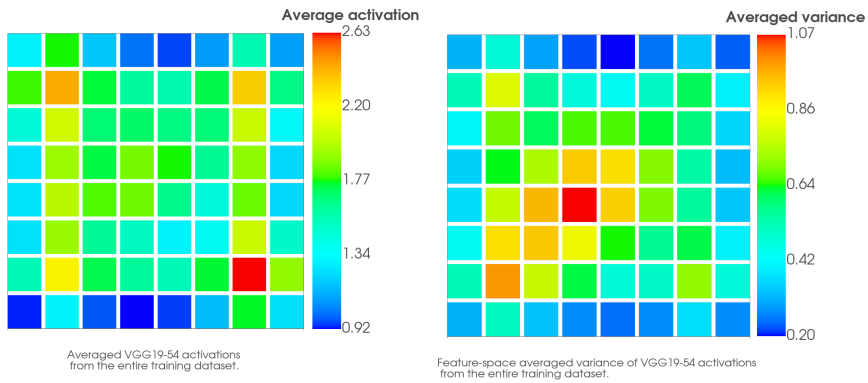 Average activation
2.63
2.20
1.77
1.34
0.92
Averaged VGG19-54 activations
from the entire training dataset.
Averaged variance
1.07
0.86
0.64
0.42
0.20
Feature-space averaged variance of VGG19-54 activations
from the entire training dataset.